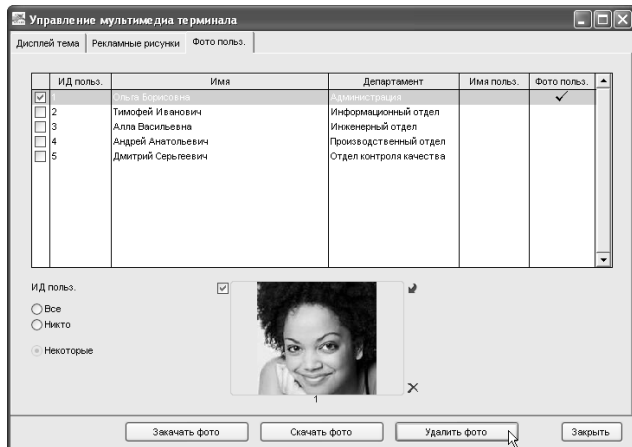 Управление мультимедиа терминала
Дисплей тема Рекламные рисунки Фото польз.
ИД польз. Имя Департамент Имя польз. Фото польз.
1 Ольга Борисовна Администрация
2 Тимофей Иванович Информационный отдел
3 Алла Васильевна Инженерный отдел
4 Андрей Анатольевич Производственный отдел
5 Дмитрий Серьгеевич Отдел контроля качества
ИД польз.
Все
Никто
Некоторые
1
Закачать фото Скачать фото Удалить фото Закрыть